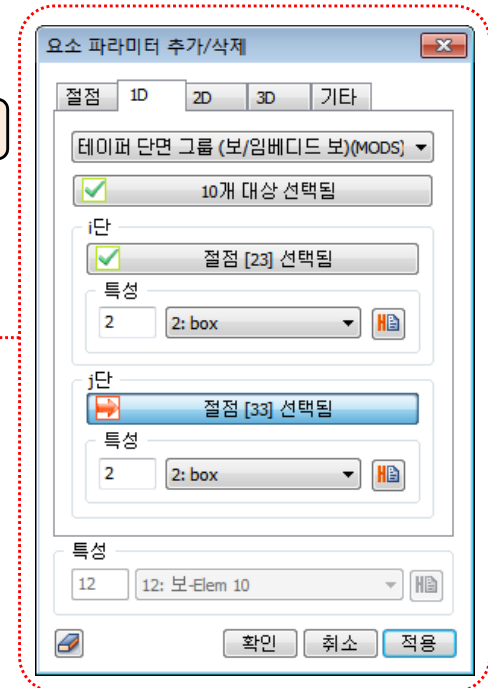 요소 파라미터 추가/삭제
절점 1D 2D 3D 기타
테이퍼 단면 그룹 (보/임베디드 보)(MODS)
10개 대상 선택됨
i단
절점 [23] 선택됨
특성
2 2: box
j단
절점 [33] 선택됨
특성
2 2: box
특성
12 12: 보-Elem 10
확인 취소 적용